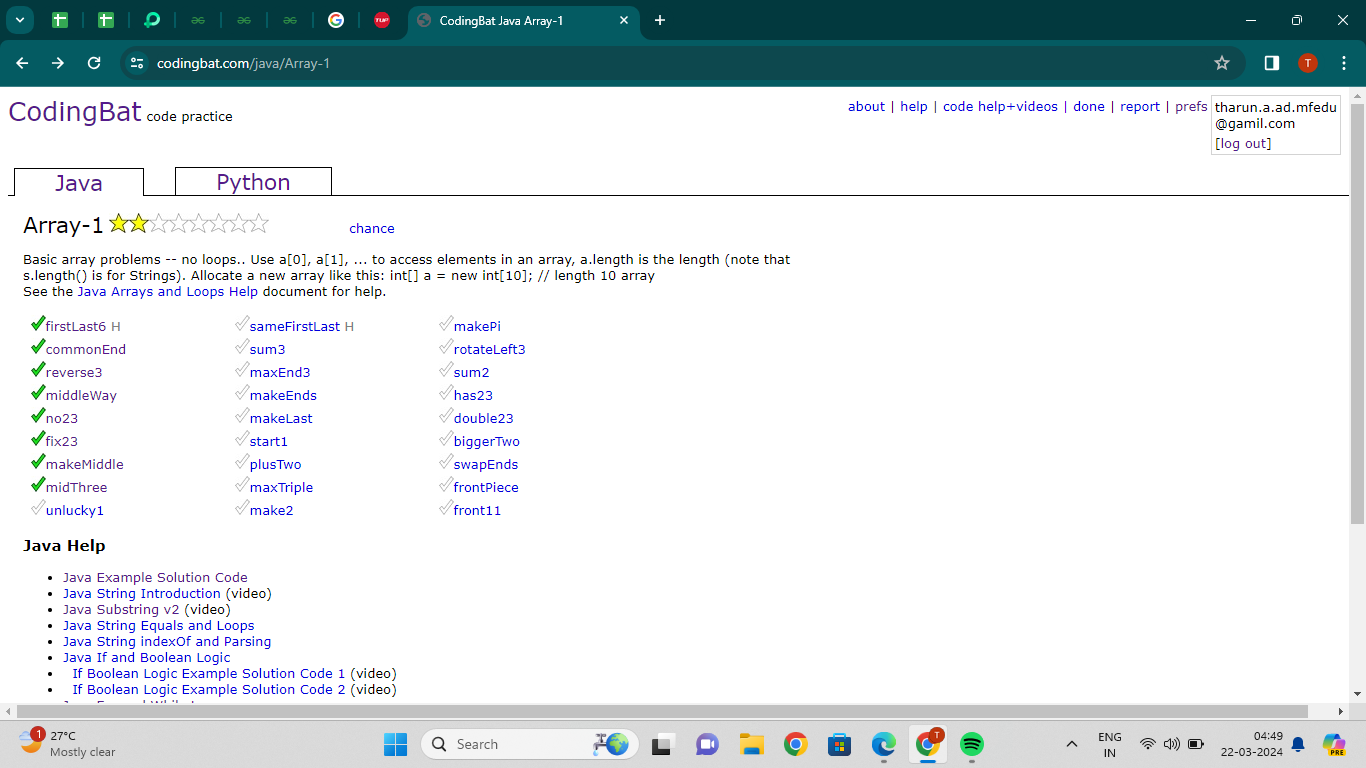 TUP
CodingBat Java Array-1
codingbat.com/java/Array-1
T
CodingBat code practice
about | help | code help+videos | done | report | prefs
tharun.a.ad.mfedu
@gamil.com
[log out]
Java
Python
Array-1
chance
Basic array problems -- no loops.. Use a[0], a[1], ... to access elements in an array, a.length is the length (note that
s.length() is for Strings). Allocate a new array like this: int[] a = new int[10]; // length 10 array
See the Java Arrays and Loops Help document for help.
firstLast6 H sameFirstLast H makePi
commonEnd sum3 rotateLeft3
reverse3 maxEnd3 sum2
middleWay makeEnds has23
no23 makeLast double23
fix23 start1 biggerTwo
makeMiddle plusTwo swapEnds
midThree maxTriple frontPiece
unlucky1 make2 front11
Java Help
Java Example Solution Code
Java String Introduction (video)
Java Substring v2 (video)
Java String Equals and Loops
Java String indexOf and Parsing
Java If and Boolean Logic
If Boolean Logic Example Solution Code 1 (video)
If Boolean Logic Example Solution Code 2 (video)
1
27°C
Mostly clear
Search
T
ENG
IN
04:49
22-03-2024
PRE